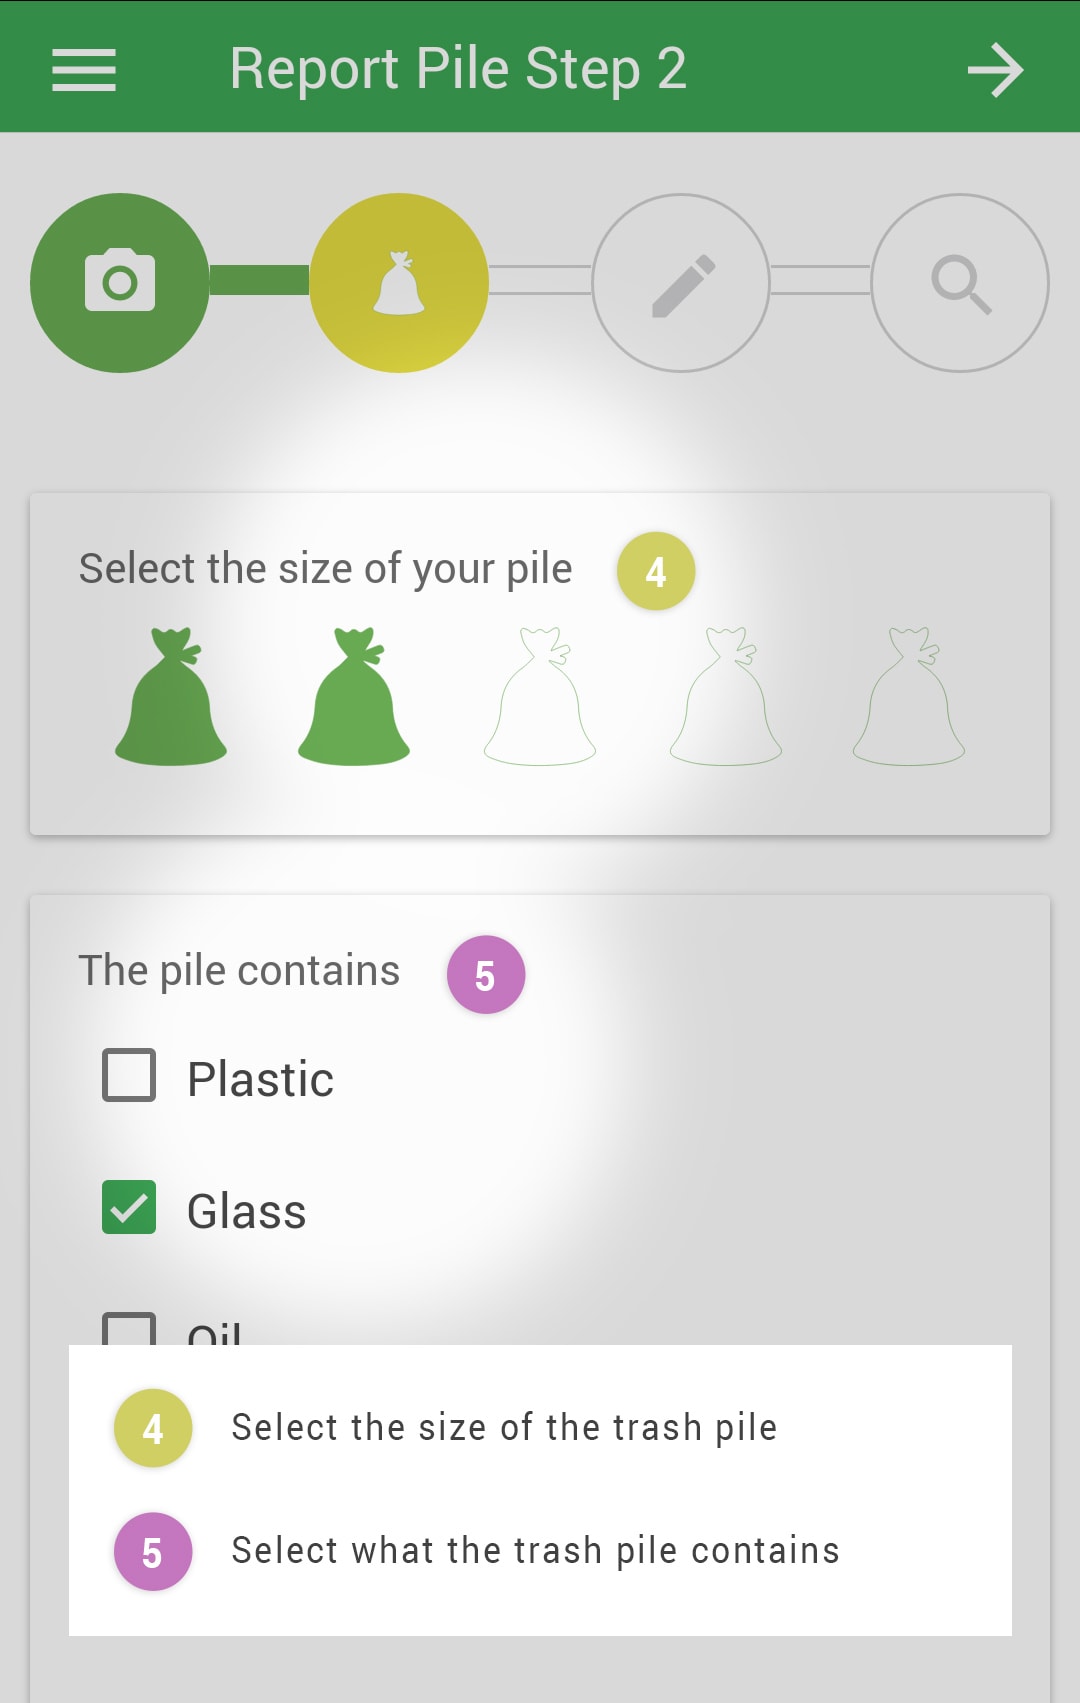 Report Pile Step 2
Select the size of your pile 4
The pile contains 5
Plastic
Glass
Oil
4 Select the size of the trash pile
5 Select what the trash pile contains